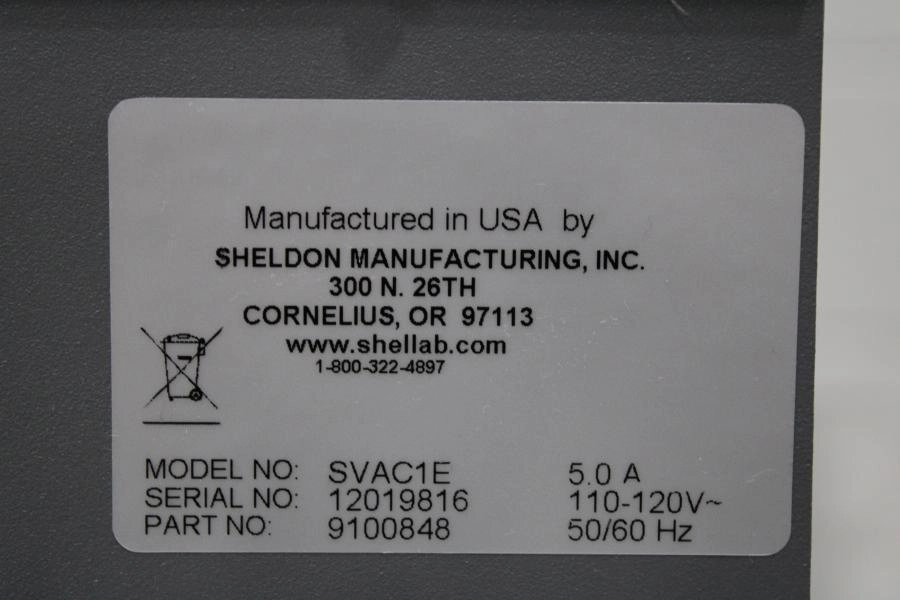 Manufactured in USA by
SHELDON MANUFACTURING, INC.
300 N. 26TH
CORNELIUS, OR 97113
www.shellab.com
1-800-322-4897
MODEL NO: SVAC1E 5.0 A
SERIAL NO: 12019816 110-120V~
PART NO: 9100848 50/60 Hz